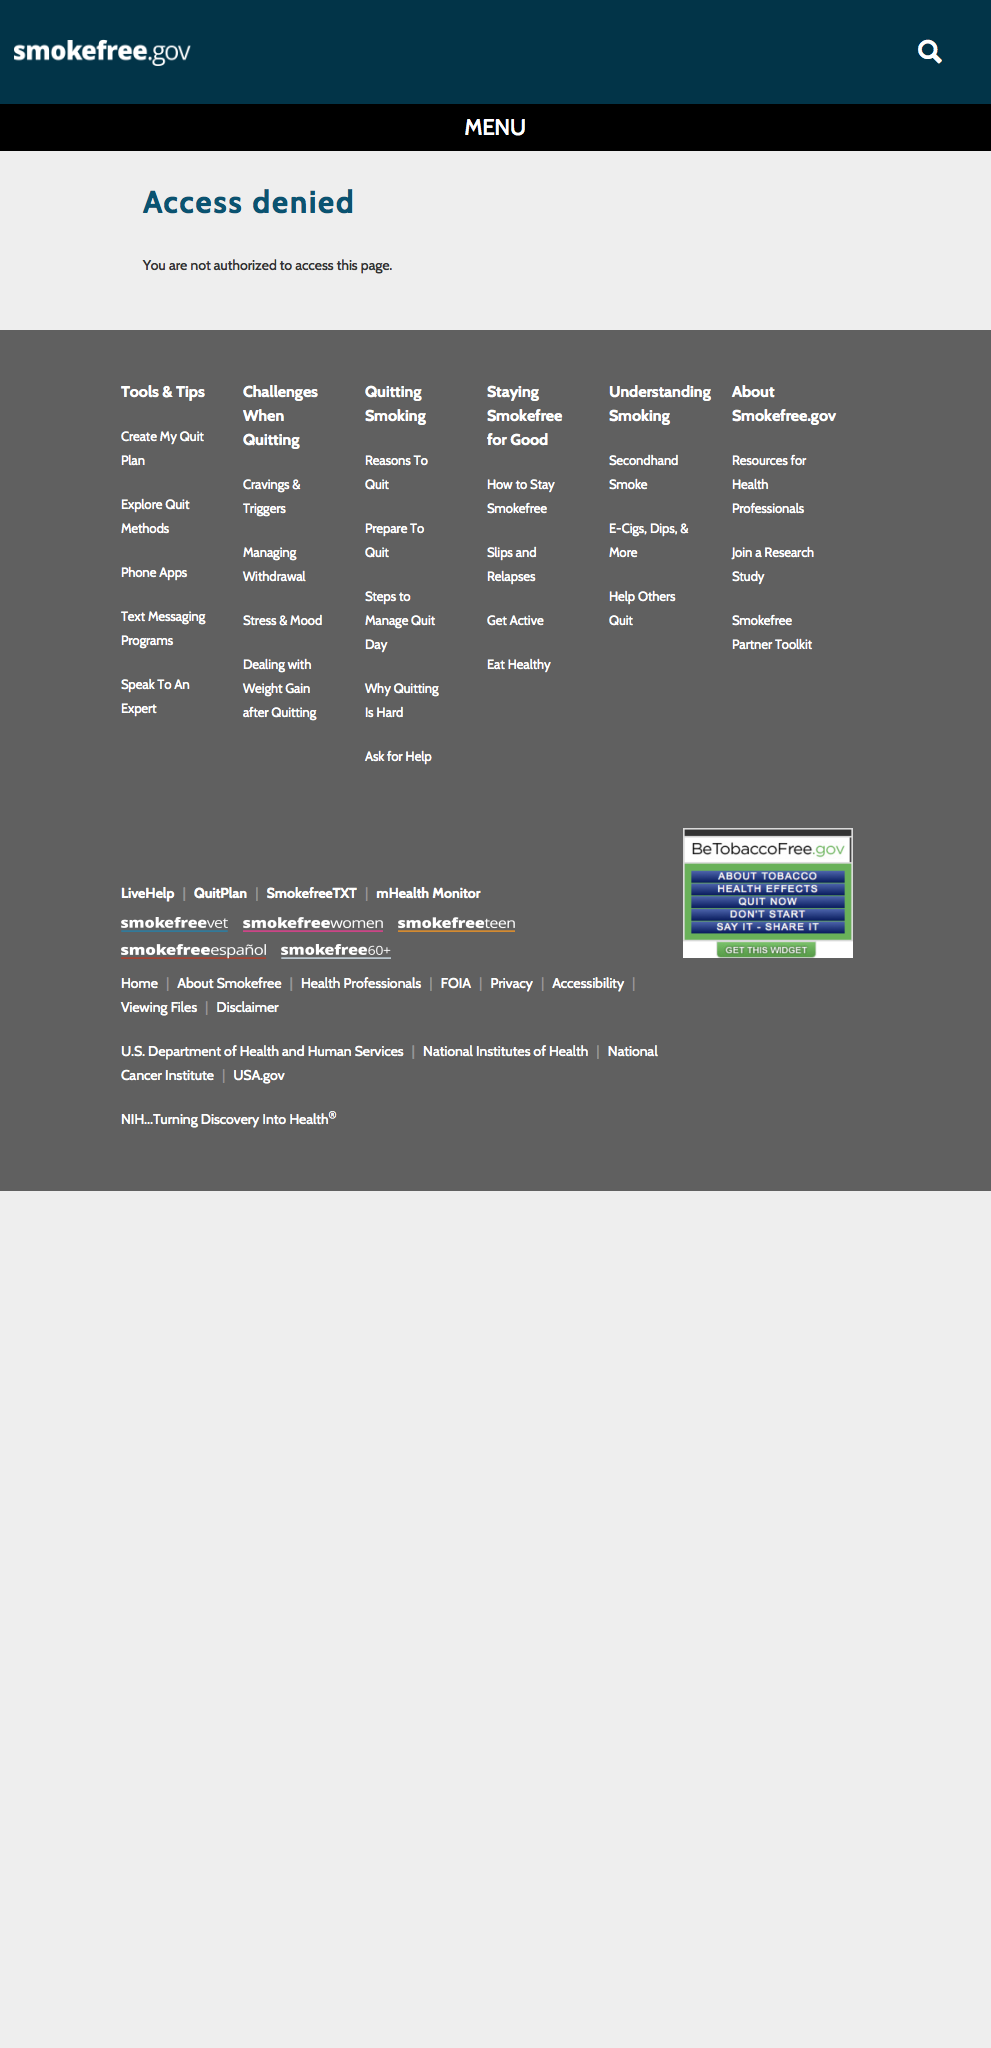 smokefree.gov
MENU
Access denied
You are not authorized to access this page.
Tools & Tips
Create My Quit
Plan
Explore Quit
Methods
Phone Apps
Text Messaging
Programs
Speak To An
Expert
Challenges
When
Quitting
Cravings &
Triggers
Managing
Withdrawal
Stress & Mood
Dealing with
Weight Gain
after Quitting
Quitting
Smoking
Reasons To
Quit
Prepare To
Quit
Steps to
Manage Quit
Day
Why Quitting
Is Hard
Ask for Help
Staying
Smokefree
for Good
How to Stay
Smokefree
Slips and
Relapses
Get Active
Eat Healthy
Understanding
Smoking
Secondhand
Smoke
E-Cigs, Dips, &
More
Help Others
Quit
About
Smokefree.gov
Resources for
Health
Professionals
Join a Research
Study
Smokefree
Partner Toolkit
BeTobaccoFree.gov
ABOUT TOBACCO
HEALTH EFFECTS
QUIT NOW
DON'T START
SAY IT - SHARE IT
GET THIS WIDGET
LiveHelp | QuitPlan | SmokefreeTXT | mHealth Monitor
smokefreevet smokefreewomen smokefreeteen
smokefreeespañol smokefree60+
Home | About Smokefree | Health Professionals | FOIA | Privacy | Accessibility |
Viewing Files | Disclaimer
U.S. Department of Health and Human Services | National Institutes of Health | National
Cancer Institute | USA.gov
NIH...Turning Discovery Into Health®